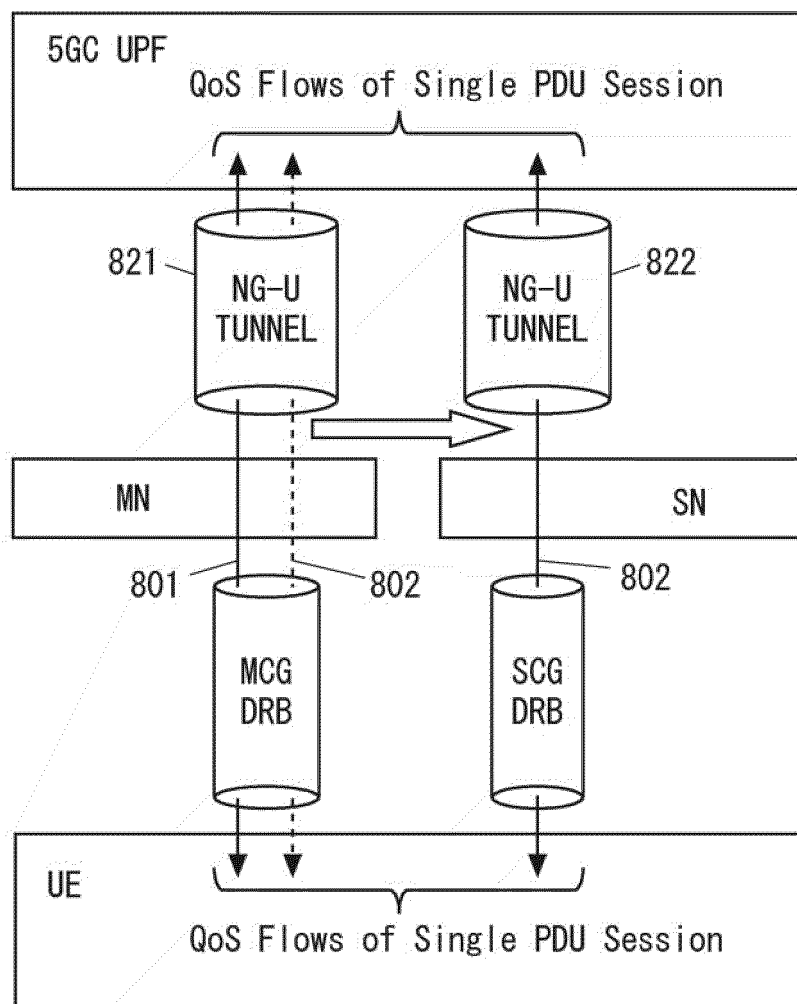 5GC UPF
QoS Flows of Single PDU Session
821
NG-U
TUNNEL
NG-U
TUNNEL
822
MN
SN
801
802
802
MCG
DRB
SCG
DRB
UE
QoS Flows of Single PDU Session